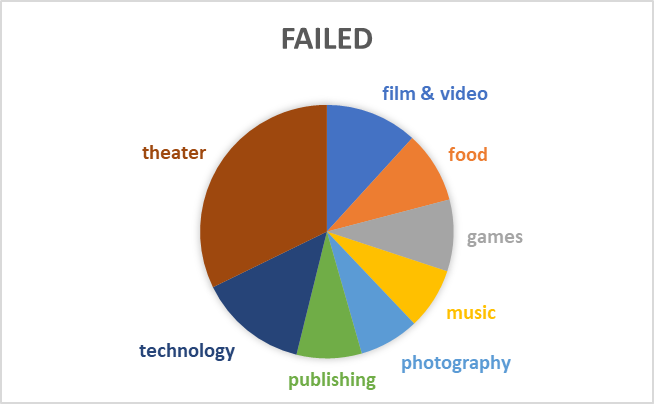 FAILED
film & video
food
games
music
photography
publishing
technology
theater